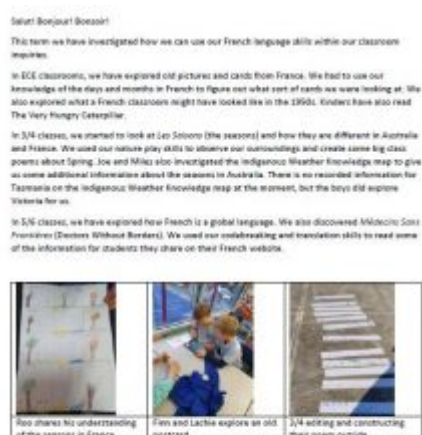 Salut! Bonjour! Bonsoir!
This term we have investigated how we can use our French language skills within our classroom
inquiries.
In ECE classrooms, we have explored old pictures and cards from France. We had to use our
knowledge of the days and months in French to figure out what sort of cards we were looking at. We
also explored what a French classroom might have looked like in the 1950s. Kinders have also read
The Very Hungry Caterpillar.
In 3/4 classes, we started to look at Les Saisons (the seasons) and how they are different in Australia
and France. We used our nature play skills to observe our surroundings and create some big class
poems about Spring. Joe and Miles also investigated the Indigenous Weather Knowledge map to give
us some additional information about the seasons in Australia. There is no recorded information for
Tasmania on the Indigenous Weather Knowledge map at the moment, but the boys did explore
Victoria for us.
In 5/6 classes, we have explored how French is a global language. We also discovered Médecins Sans
Frontières (Doctors Without Borders). We used our codebreaking and translation skills to read some
of the information for students they share on their French website.
Roo shares his understanding
of the seasons in France
Finn and Lachie explore an old
postcard
3/4 editing and constructing
their poem outside